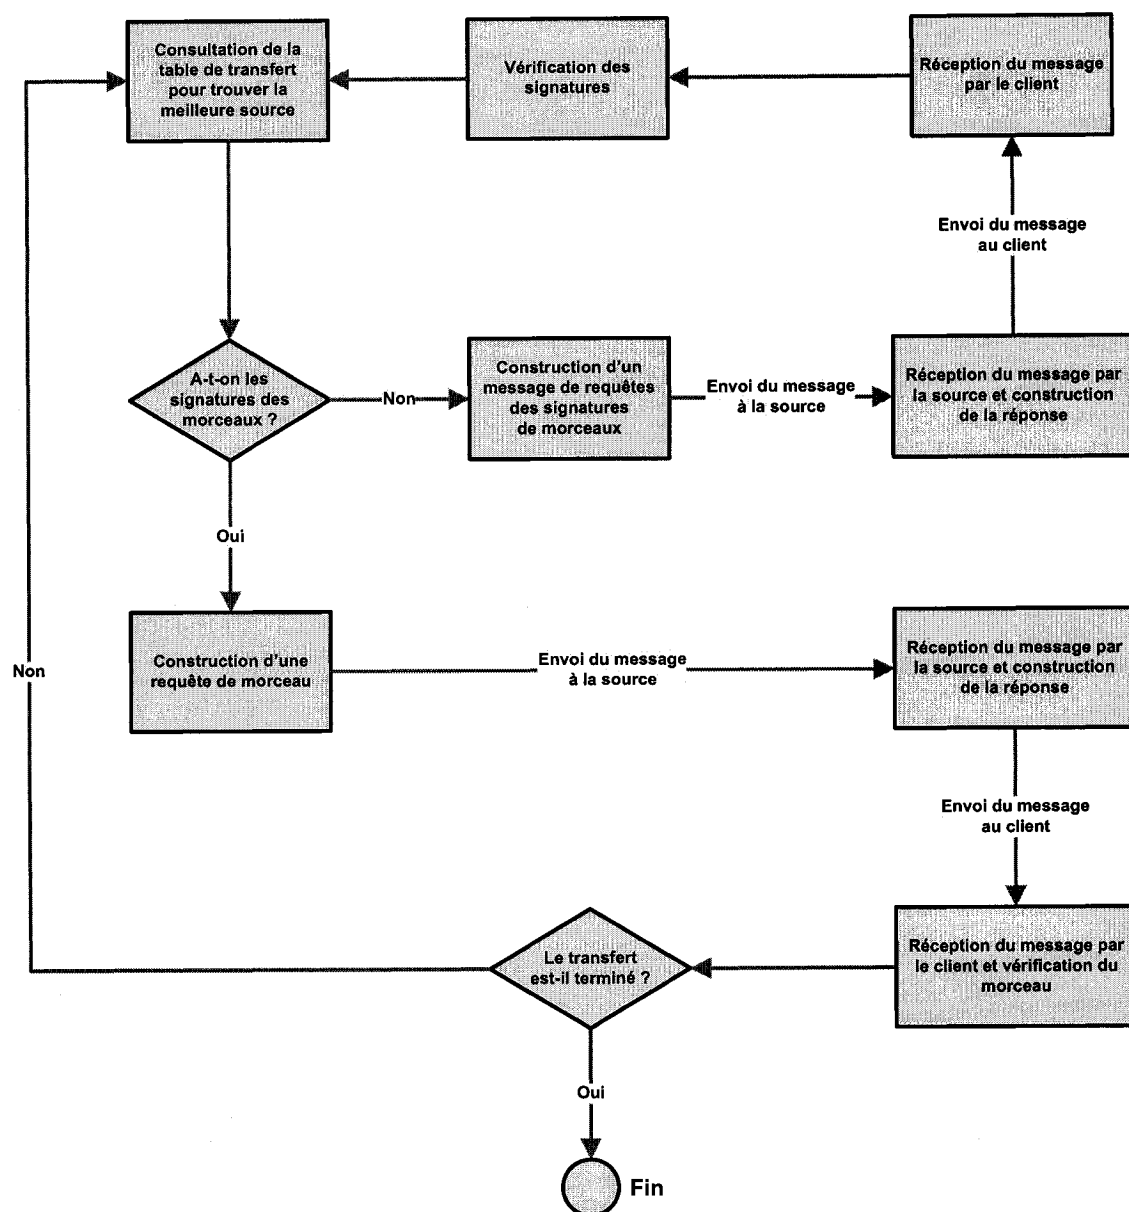 Consultation de la
table de transfert
pour trouver la
meilleure source
Vérification des
signatures
Réception du message
par le client
Envoi du message
au client
A-t-on les
signatures des
morceaux ?
Non
Construction d'un
message de requêtes
des signatures
de morceaux
Envoi du message
à la source
Réception du message par
la source et construction
de la réponse
Oui
Non
Construction d'une
requête de morceau
Envoi du message
à la source
Réception du message par
la source et construction
de la réponse
Envoi du message
au client
Le transfert
est-il terminé ?
Réception du message par
le client et vérification du
morceau
Oui
Fin